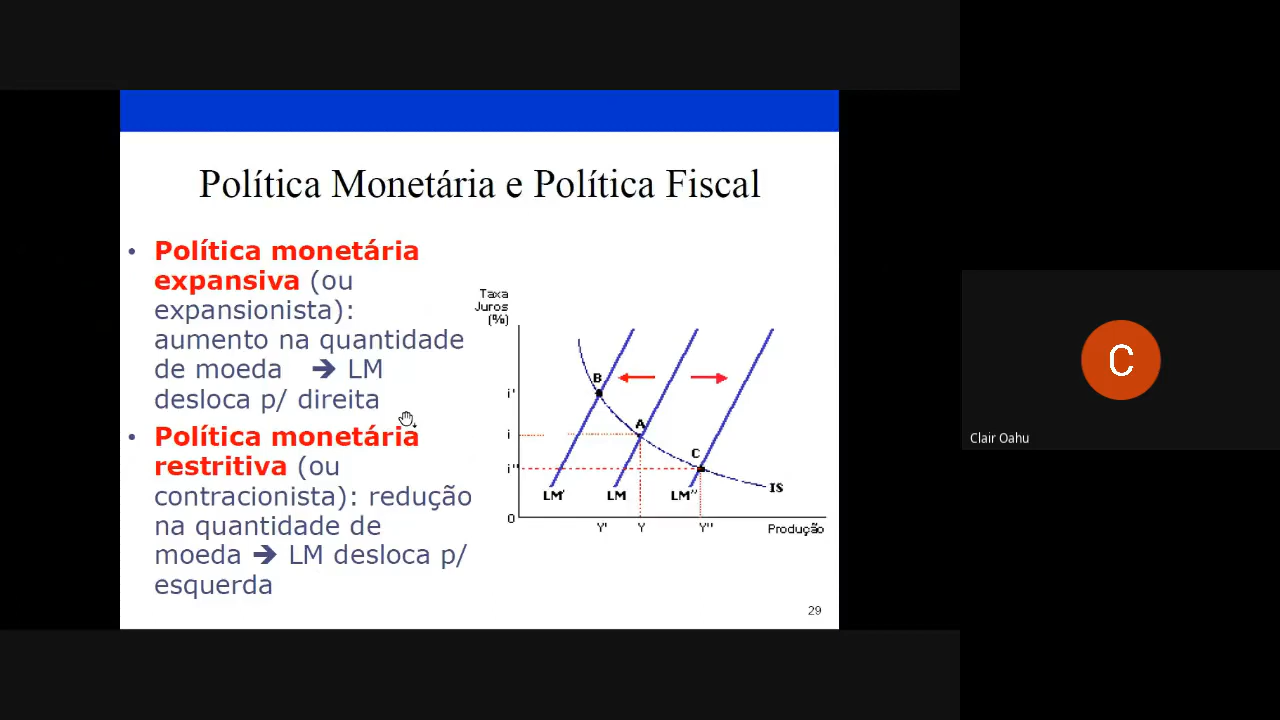 Política Monetária e Política Fiscal
• Política monetária
expansiva (ou
expansionista):
aumento na quantidade
de moeda ➔ LM
desloca p/ direita
• Política monetária
restritiva (ou
contracionista): redução
na quantidade de
moeda ➔ LM desloca p/
esquerda
Taxa
Juros
(%)
B
i'
A
i
C
i"
IS
LM'
LM
LM"
0
Y'
Y
Y"
Produção
29
C
Clair Oahu